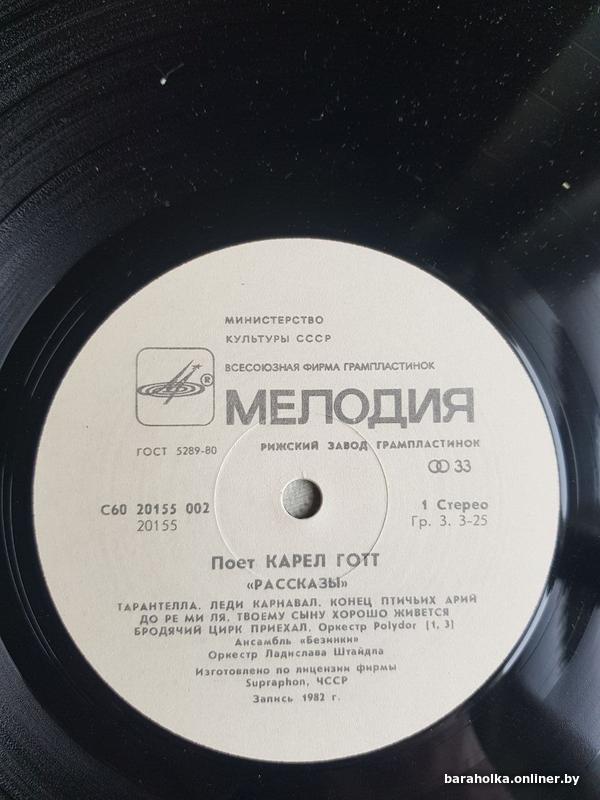 МИНИСТЕРСТВО
КУЛЬТУРЫ СССР
ВСЕСОЮЗНАЯ ФИРМА ГРАМПЛАСТИНОК
МЕЛОДИЯ
®
ГОСТ 5289-80
РИЖСКИЙ ЗАВОД ГРАМПЛАСТИНОК
33
С60 20155 002
1 Стерео
20155
Гр. 3. 3-25
Поет КАРЕЛ ГОТТ
«РАССКАЗЫ»
ТАРАНТЕЛЛА. ЛЕДИ КАРНАВАЛ. КОНЕЦ ПТИЧЬИХ АРИЙ
ДО РЕ МИ ЛЯ. ТВОЕМУ СЫНУ ХОРОШО ЖИВЕТСЯ
БРОДЯЧИЙ ЦИРК ПРИЕХАЛ. Оркестр Polydor (1, 3)
Ансамбль «Безинки»
Оркестр Ладислава Штайдла
Изготовлено по лицензии фирмы
Supraphon, ЧССР
Запись 1982 г.
baraholka.onliner.by